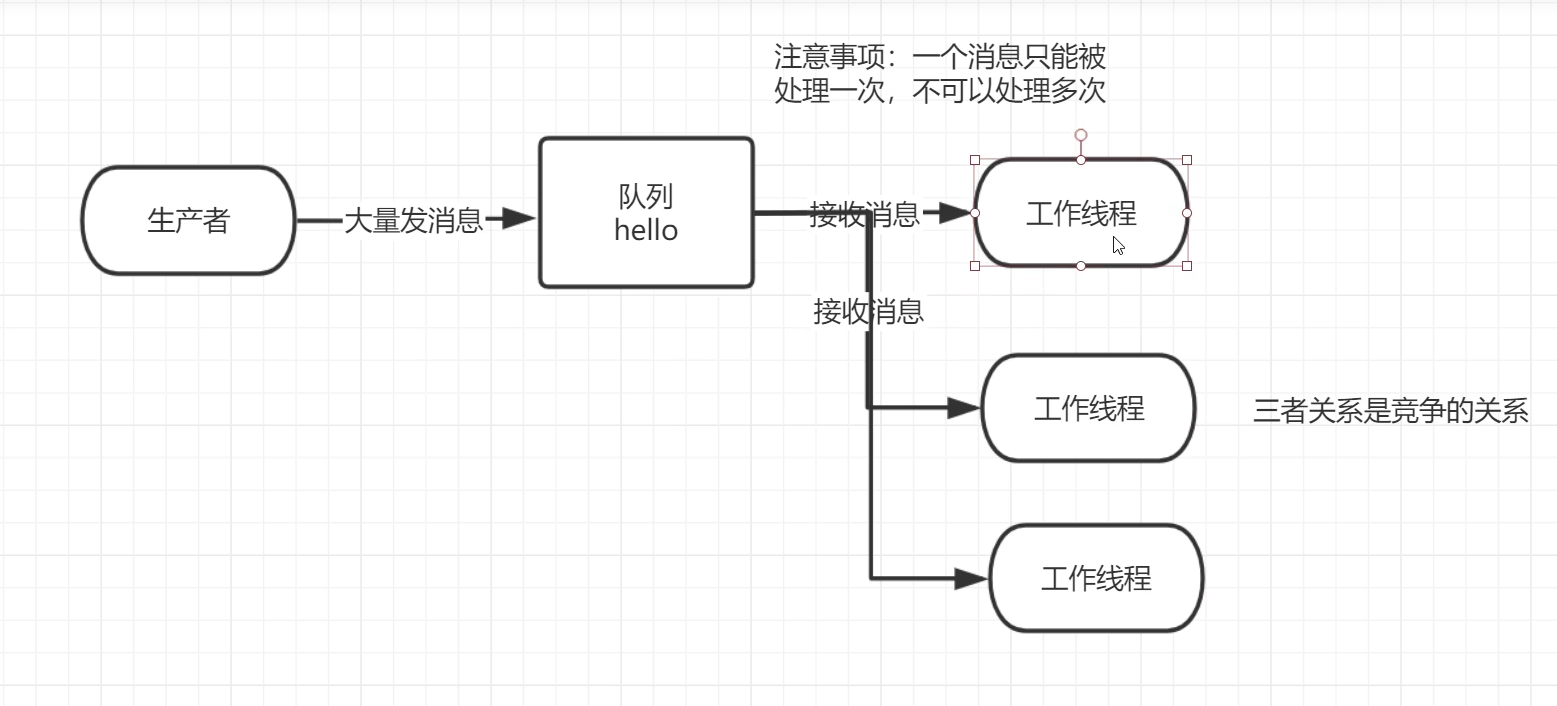 注意事项：一个消息只能被
处理一次，不可以处理多次
生产者
大量发消息
队列
hello
接收消息
工作线程
接收消息
工作线程
三者关系是竞争的关系
工作线程